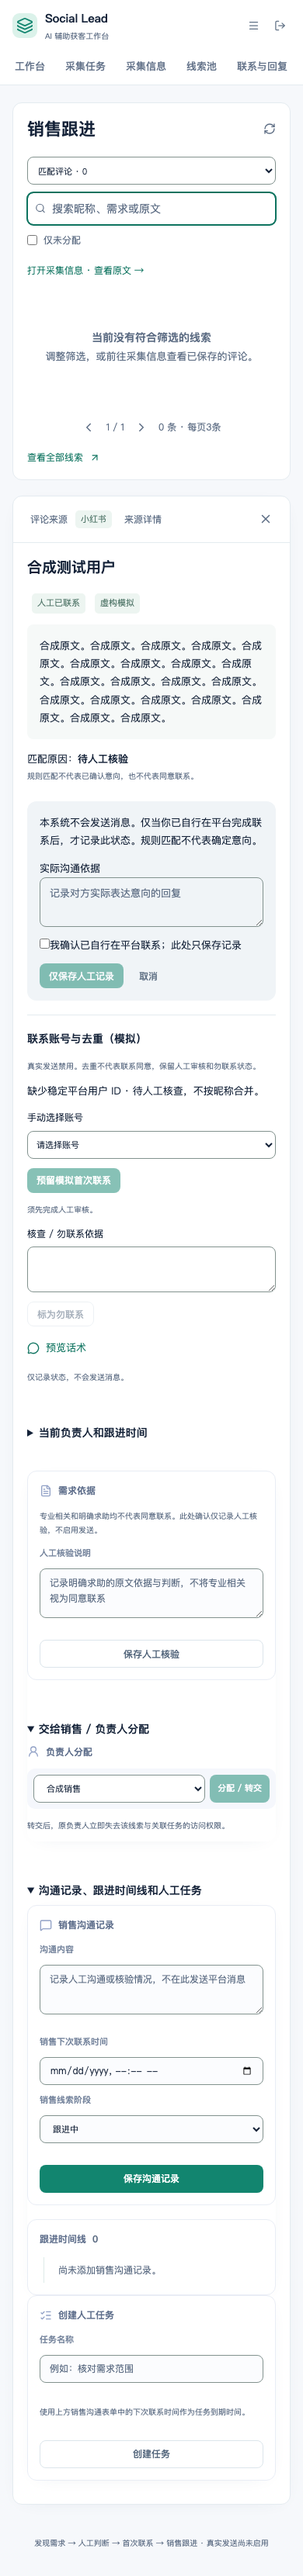 Social Lead
AI 辅助获客工作台
工作台 采集任务 采集信息 线索池 联系与回复
销售跟进
匹配评论 · 0
搜索昵称、需求或原文
仅未分配
打开采集信息 · 查看原文 →
当前没有符合筛选的线索
调整筛选，或前往采集信息查看已保存的评论。
1 / 1 0 条 · 每页3条
查看全部线索
评论来源 小红书 来源详情
合成测试用户
人工已联系 虚构模拟
合成原文。合成原文。合成原文。合成原文。合成
原文。合成原文。合成原文。合成原文。合成原
文。合成原文。合成原文。合成原文。合成原文。
合成原文。合成原文。合成原文。合成原文。合成
原文。合成原文。合成原文。
匹配原因：待人工核验
规则匹配不代表已确认意向，也不代表同意联系。
本系统不会发送消息。仅当你已自行在平台完成联
系后，才记录此状态。规则匹配不代表确定意向。
实际沟通依据
记录对方实际表达意向的回复
我确认已自行在平台联系；此处只保存记录
仅保存人工记录 取消
联系账号与去重（模拟）
真实发送禁用。去重不代表联系同意，保留人工审核和勿联系状态。
缺少稳定平台用户 ID · 待人工核查，不按昵称合并。
手动选择账号
请选择账号
预留模拟首次联系
须先完成人工审核。
核查 / 勿联系依据
标为勿联系
预览话术
仅记录状态，不会发送消息。
当前负责人和跟进时间
需求依据
专业相关和明确求助均不代表同意联系。此处确认仅记录人工核
验，不启用发送。
人工核验说明
记录明确求助的原文依据与判断，不将专业相关
视为同意联系
保存人工核验
交给销售 / 负责人分配
负责人分配
合成销售 分配 / 转交
转交后，原负责人立即失去该线索与关联任务的访问权限。
沟通记录、跟进时间线和人工任务
销售沟通记录
沟通内容
记录人工沟通或核验情况，不在此发送平台消息
销售下次联系时间
mm/dd/yyyy, --:-- --
销售线索阶段
跟进中
保存沟通记录
跟进时间线 0
尚未添加销售沟通记录。
创建人工任务
任务名称
例如：核对需求范围
使用上方销售沟通表单中的下次联系时间作为任务到期时间。
创建任务
发现需求 → 人工判断 → 首次联系 → 销售跟进 · 真实发送尚未启用